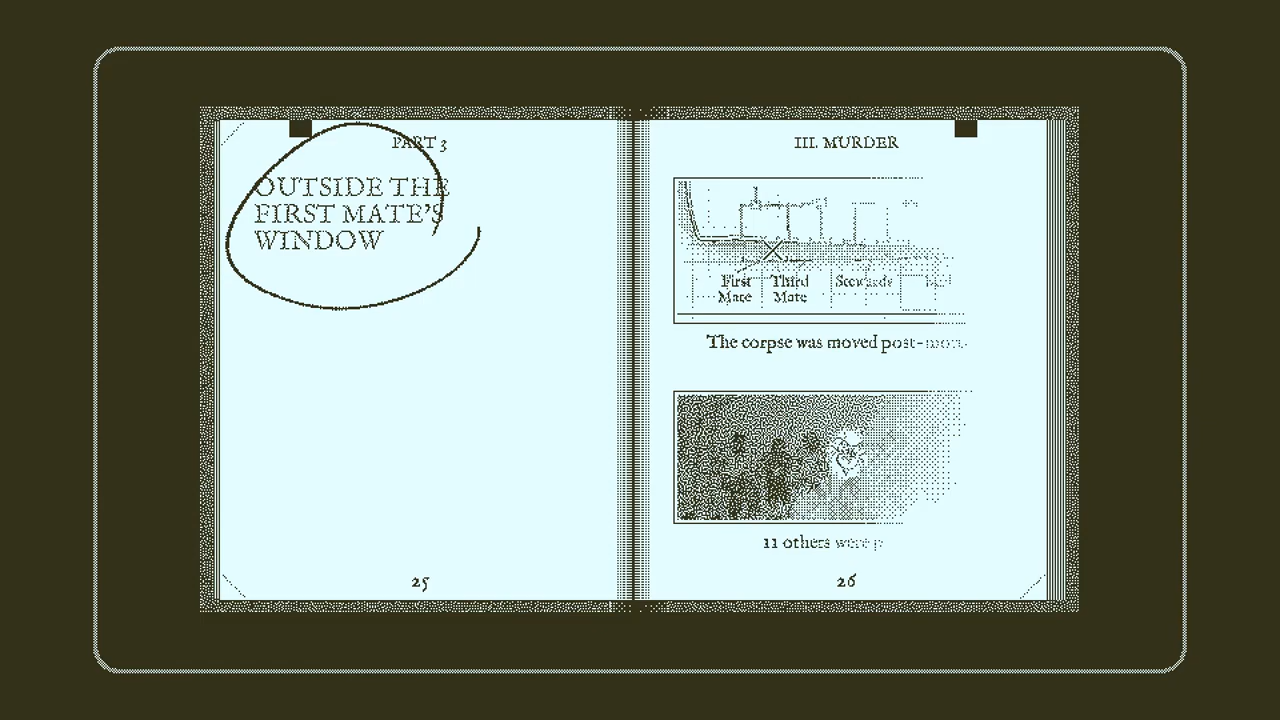 PART 3
OUTSIDE THE
FIRST MATE'S
WINDOW
25
III. MURDER
First Third Stewards
Mate Mate
The corpse was moved post-
11 others were p
26